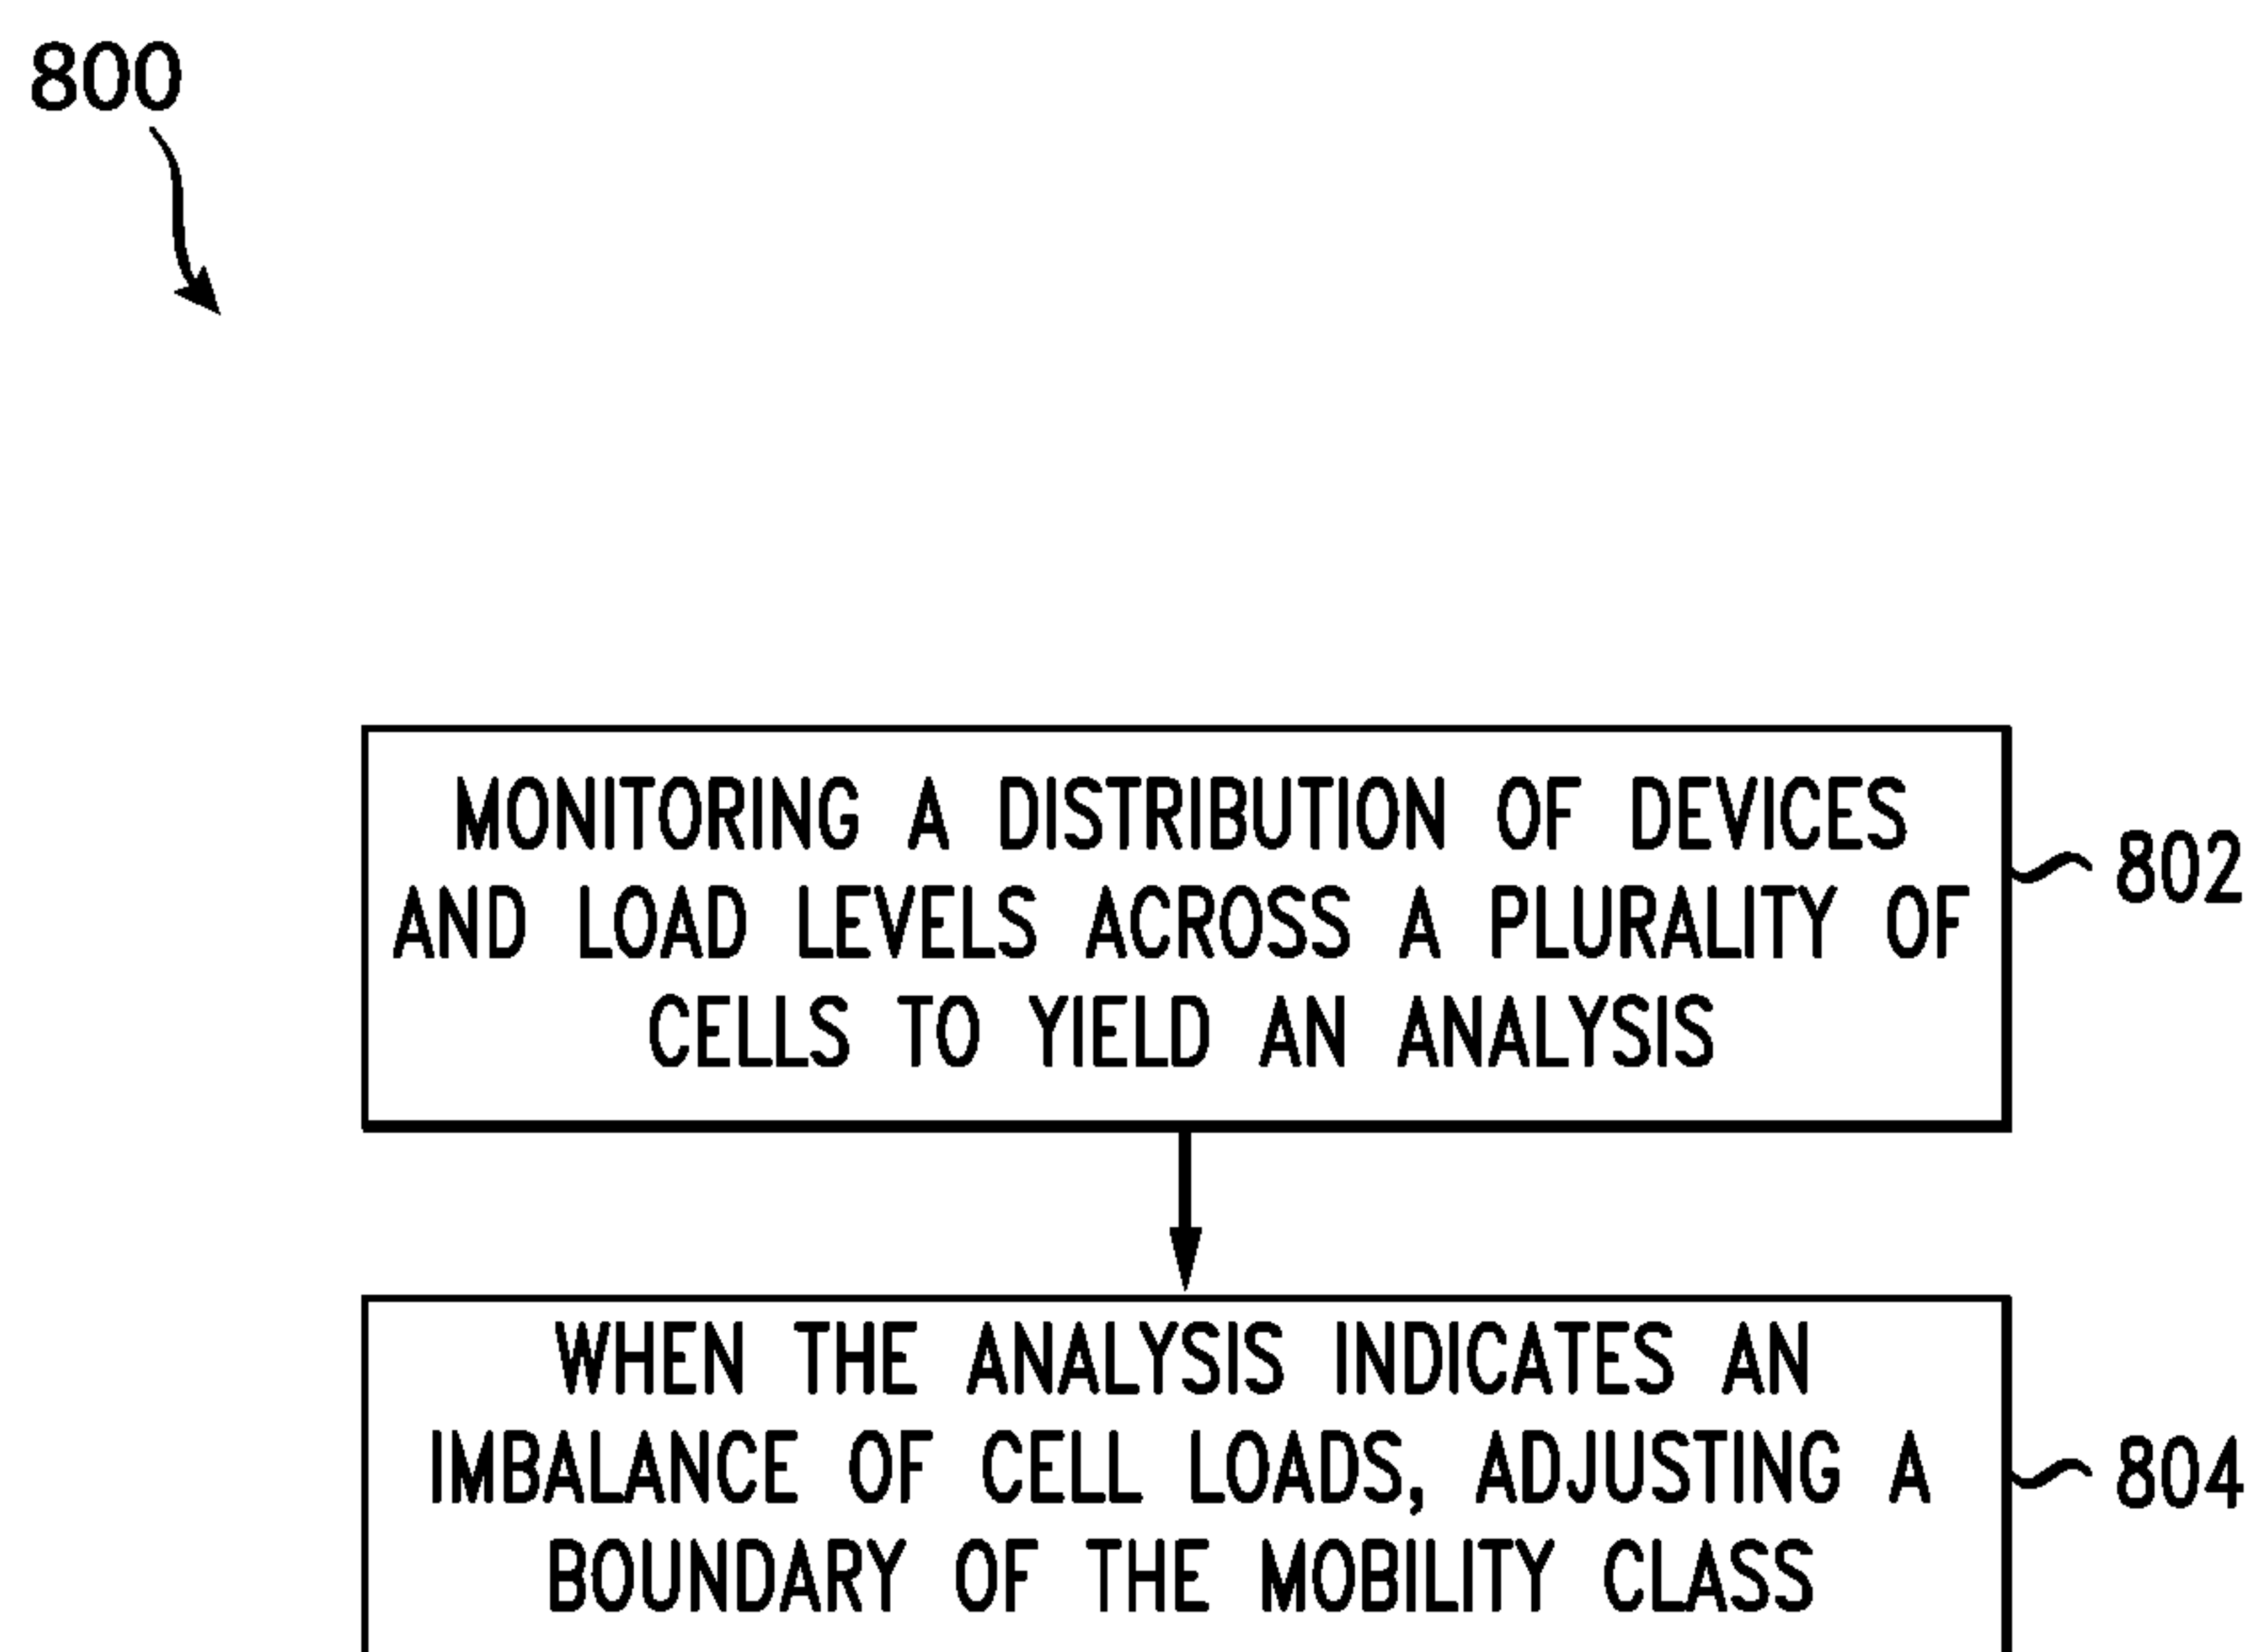 800
MONITORING A DISTRIBUTION OF DEVICES
AND LOAD LEVELS ACROSS A PLURALITY OF
CELLS TO YIELD AN ANALYSIS
802
WHEN THE ANALYSIS INDICATES AN
IMBALANCE OF CELL LOADS, ADJUSTING A
BOUNDARY OF THE MOBILITY CLASS
804